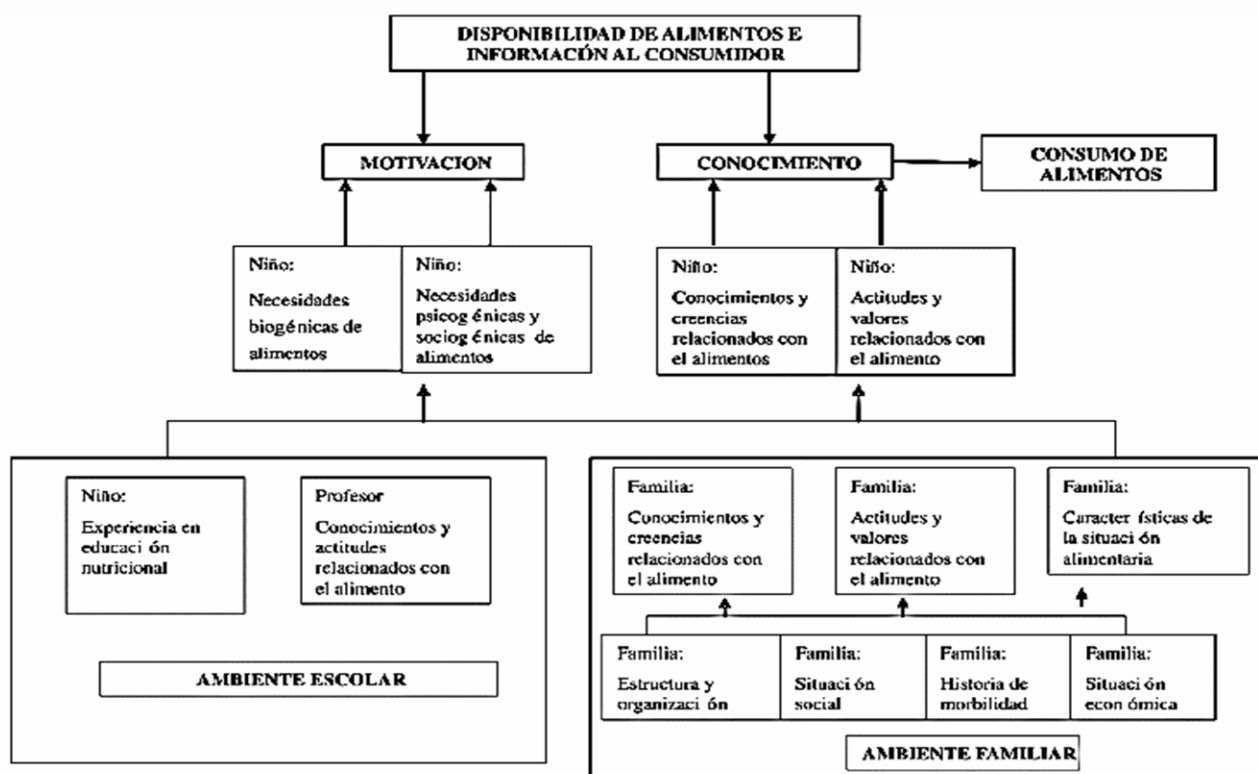 DISPONIBILIDAD DE ALIMENTOS E
INFORMACIÓN AL CONSUMIDOR
MOTIVACION
CONOCIMIENTO
CONSUMO DE
ALIMENTOS
Niño:
Necesidades
biogénicas de
alimentos
Niño:
Necesidades
psicog énicas y
sociog énicas de
alimentos
Niño:
Conocimientos y
creencias
relacionados con
el alimentos
Niño:
Actitudes y
valores
relacionados con
el alimento
Niño:
Experiencia en
educaci ón
nutricional
Profesor
Conocimientos y
actitudes
relacionados con
el alimento
AMBIENTE ESCOLAR
Familia:
Conocimientos y
creencias
relacionados con
el alimento
Familia:
Actitudes y
valores
relacionados con
el alimento
Familia:
Caracter ísticas de
la situaci ón
alimentaria
Familia:
Estructura y
organizaci ón
Familia:
Situaci ón
social
Familia:
Historia de
morbilidad
Familia:
Situaci ón
econ ómica
AMBIENTE FAMILIAR